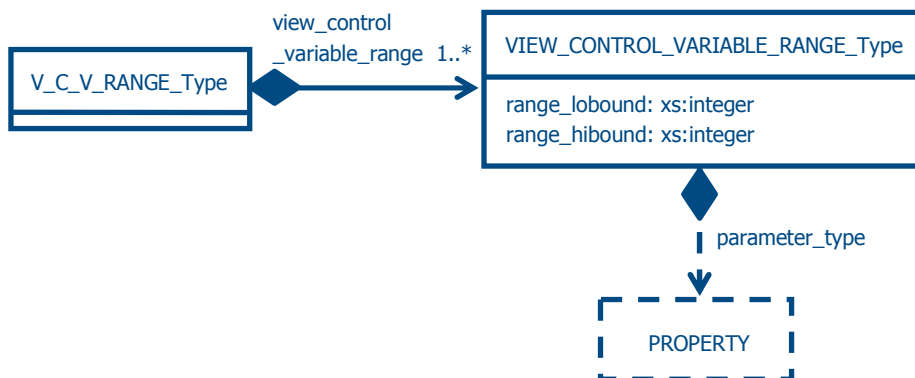 view_control
_variable_range 1..*
V_C_V_RANGE_Type
VIEW_CONTROL_VARIABLE_RANGE_Type
range_lobound: xs:integer
range_hibound: xs:integer
parameter_type
PROPERTY